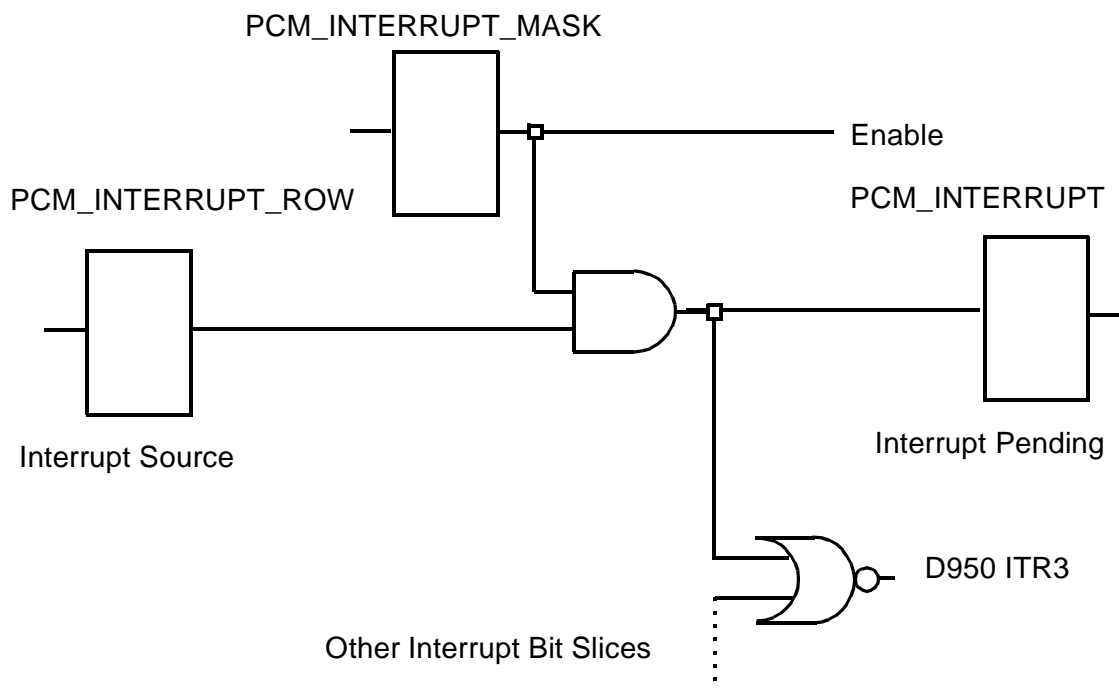 PCM_INTERRUPT_MASK
Enable
PCM_INTERRUPT_ROW
PCM_INTERRUPT
Interrupt Source
Interrupt Pending
D950 ITR3
Other Interrupt Bit Slices